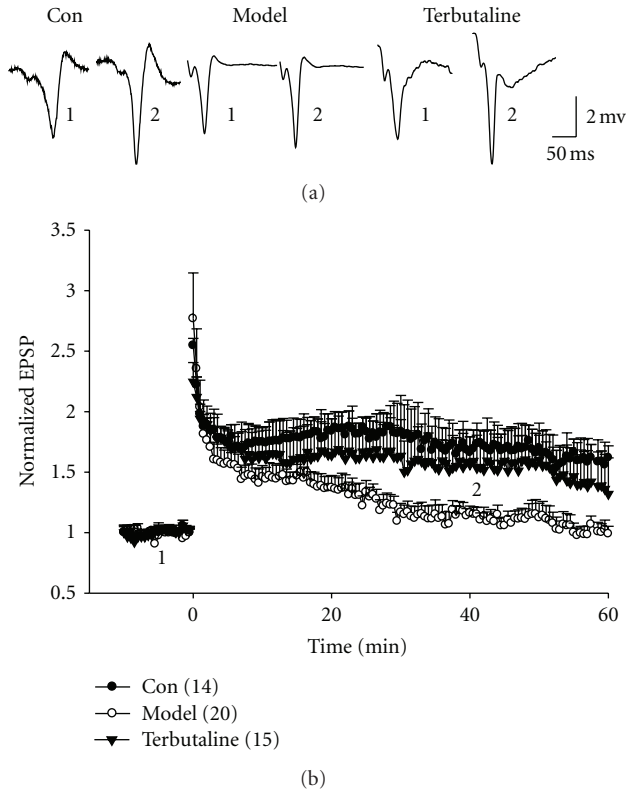 Con Model Terbutaline
1 2 1 2 1 2
2 mv
50 ms
(a)
3.5
3
2.5
2
1.5
1
0.5
Normalized EPSP
1
2
0 20 40 60
Time (min)
Con (14)
Model (20)
Terbutaline (15)
(b)